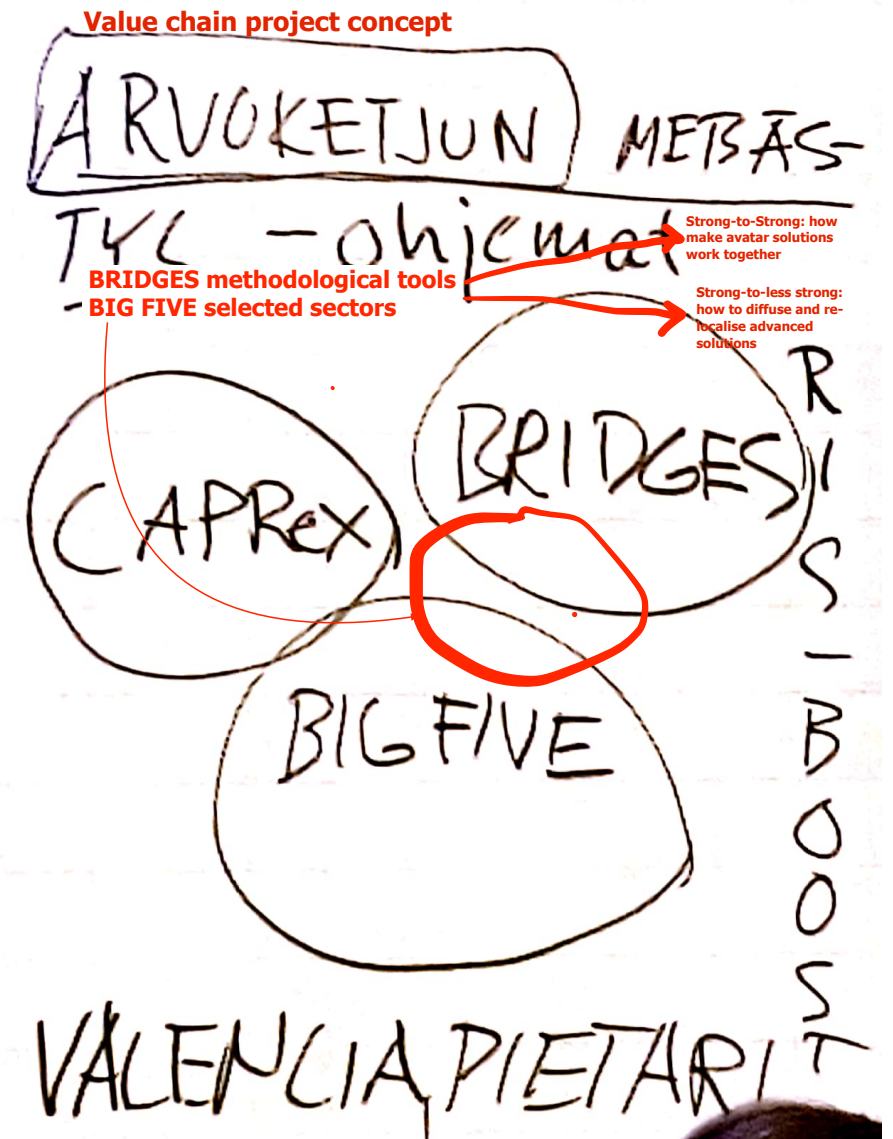 Value chain project concept
ARVOKETJUN METSÄS-
TYS -ohjemat
BRIDGES methodological tools
BIG FIVE selected sectors
Strong-to-Strong: how
make avatar solutions
work together
Strong-to-less strong:
how to diffuse and re-
localise advanced
solutions
CAPReX
BRIDGES
BIG FIVE
RIS-BOOST
VALENCIA, PIETARI